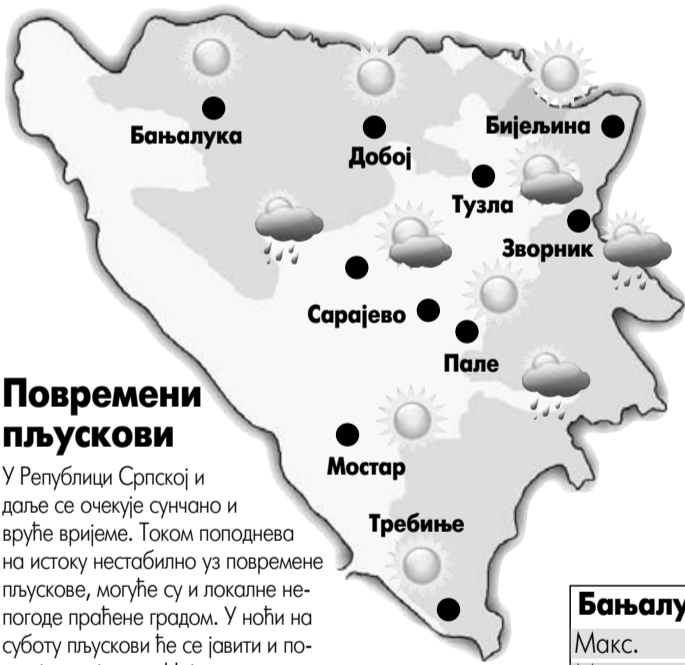 Бањалука
Добој
Бијељина
Тузла
Зворник
Сарајево
Пале
Мостар
Требиње
Повремени
пљускови
У Републици Српској и
даље се очекује сунчано и
вруће вријеме. Током поподнева
на истоку нестабилно уз повремене
пљускове, могуће су и локалне не-
погоде праћене градом. У ноћи на
суботу пљускови ће се јавити и по-
Бањалу
Макс.